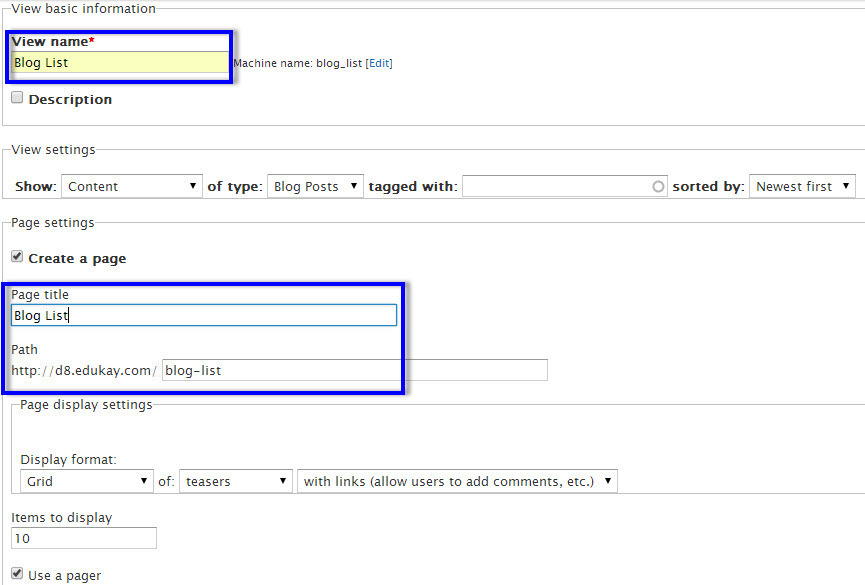 View basic information
View name*
Blog List
Machine name: blog_list [Edit]
Description
View settings
Show: Content of type: Blog Posts tagged with: sorted by: Newest first
Page settings
Create a page
Page title
Blog List
Path
http://d8.edukay.com/ blog-list
Page display settings
Display format:
Grid of: teasers with links (allow users to add comments, etc.)
Items to display
10
Use a pager